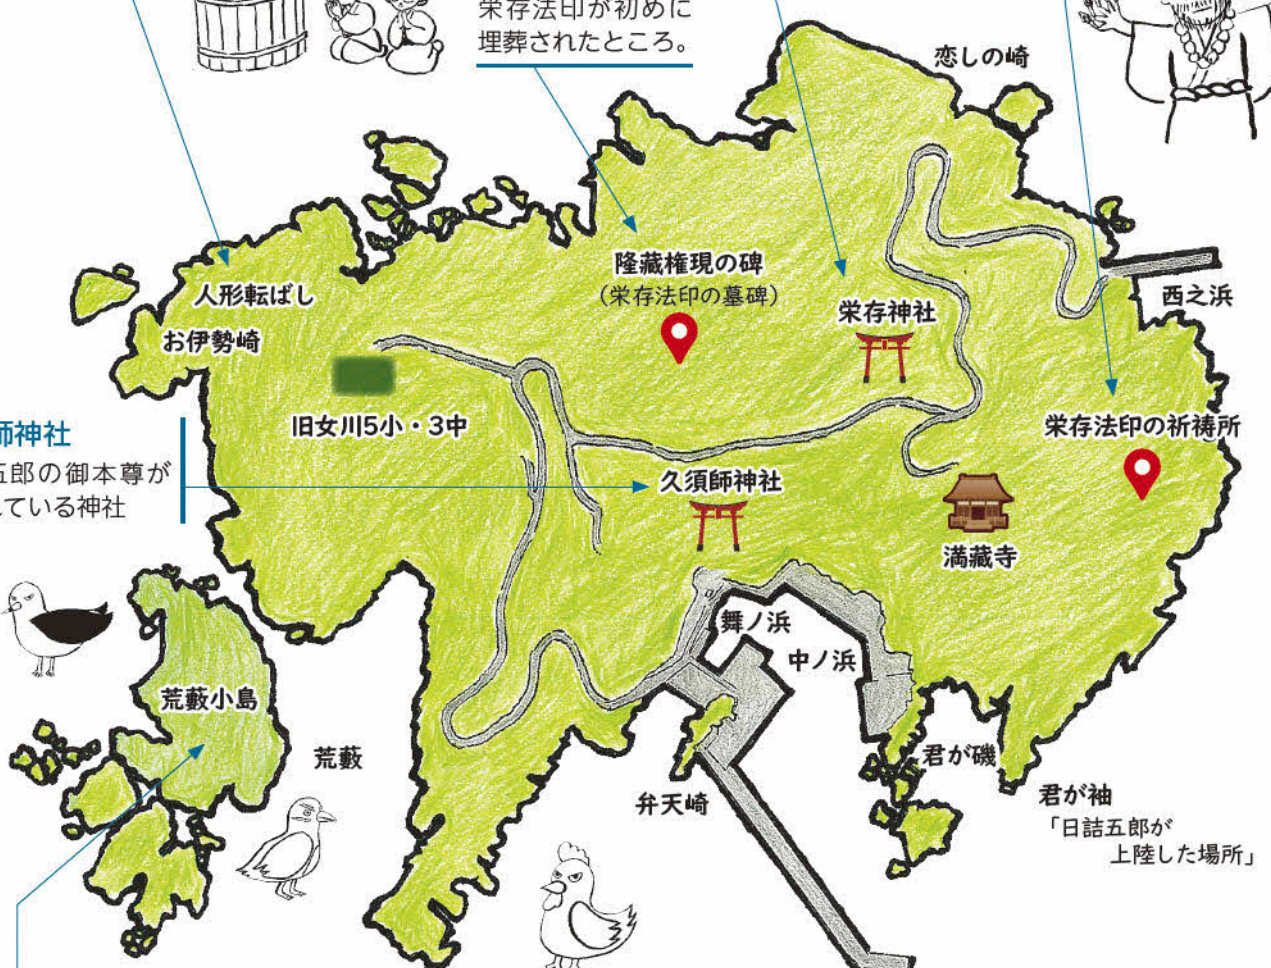 栄存法印が初めに
埋葬されたところ。
恋しの崎
隆藏権現の碑
(栄存法印の墓碑)
人形転ばし
お伊勢崎
栄存神社
西之浜
旧女川5小・3中
師神社
五郎の御本尊が
れている神社
栄存法印の祈祷所
久須師神社
満藏寺
舞ノ浜
中ノ浜
荒藪小島
荒藪
君が磯
弁天崎
君が袖
「日詰五郎が
上陸した場所」